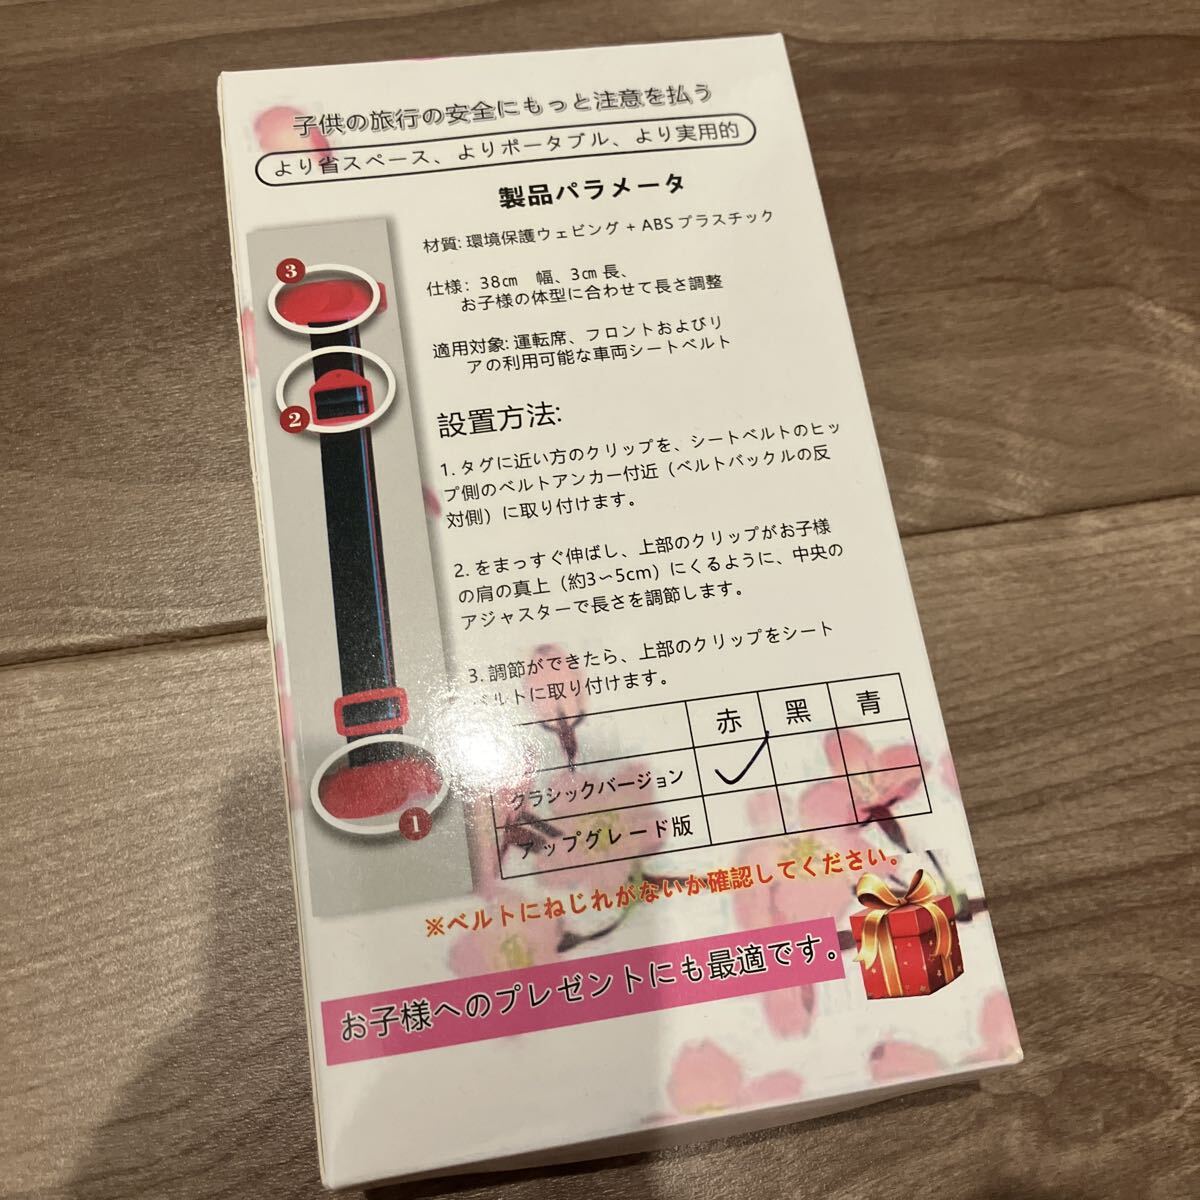 子供の旅行の安全にもっと注意を払う
より省スペース、よりポータブル、より実用的
製品パラメータ
材質: 環境保護ウェビング + ABSプラスチック
仕様: 38㎝ 幅、3㎝ 長、
お子様の体型に合わせて長さ調整
適用対象: 運転席、フロントおよびリ
アの利用可能な車両シートベルト
3
2
1
設置方法:
1. タグに近い方のクリップを、シートベルトのヒッ
プ側のベルトアンカー付近（ベルトバックルの反
対側）に取り付けます。
2. をまっすぐ伸ばし、上部のクリップがお子様
の肩の真上（約3〜5cm）にくるように、中央の
アジャスターで長さを調節します。
3. 調節ができたら、上部のクリップをシート
ベルトに取り付けます。
赤 黑 青
クラシックバージョン
アップグレード版
※ベルトにねじれがないか確認してください。
お子様へのプレゼントにも最適です。